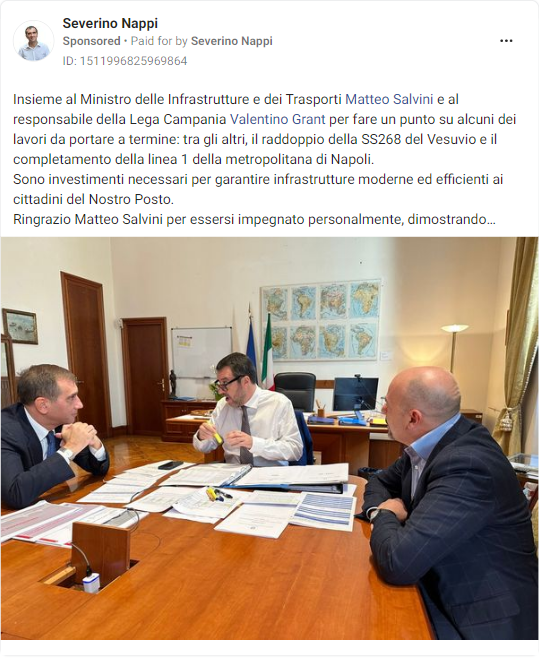 Severino Nappi
Sponsored • Paid for by Severino Nappi
ID: 1511996825969864
Insieme al Ministro delle Infrastrutture e dei Trasporti Matteo Salvini e al
responsabile della Lega Campania Valentino Grant per fare un punto su alcuni dei
lavori da portare a termine: tra gli altri, il raddoppio della SS268 del Vesuvio e il
completamento della linea 1 della metropolitana di Napoli.
Sono investimenti necessari per garantire infrastrutture moderne ed efficienti ai
cittadini del Nostro Posto.
Ringrazio Matteo Salvini per essersi impegnato personalmente, dimostrando…